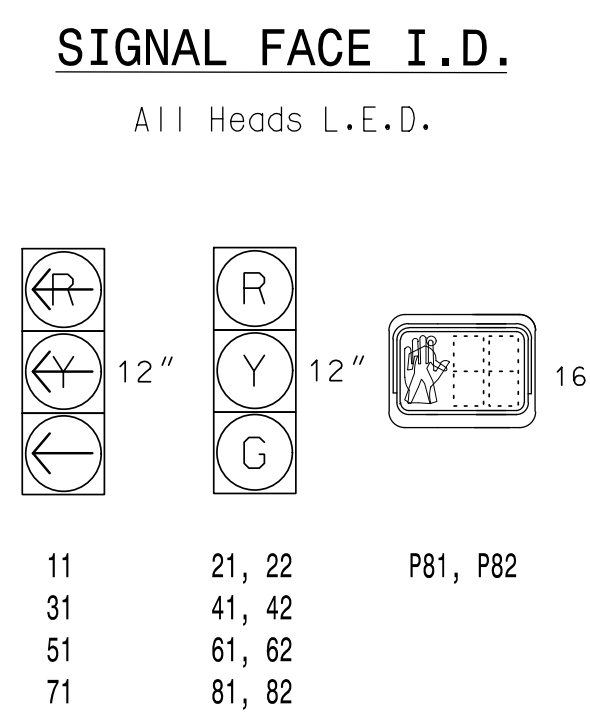 SIGNAL FACE I.D.
All Heads L.E.D.
R
Y
12"
R
Y
G
12"
16
11
31
51
71
21, 22
41, 42
61, 62
81, 82
P81, P82